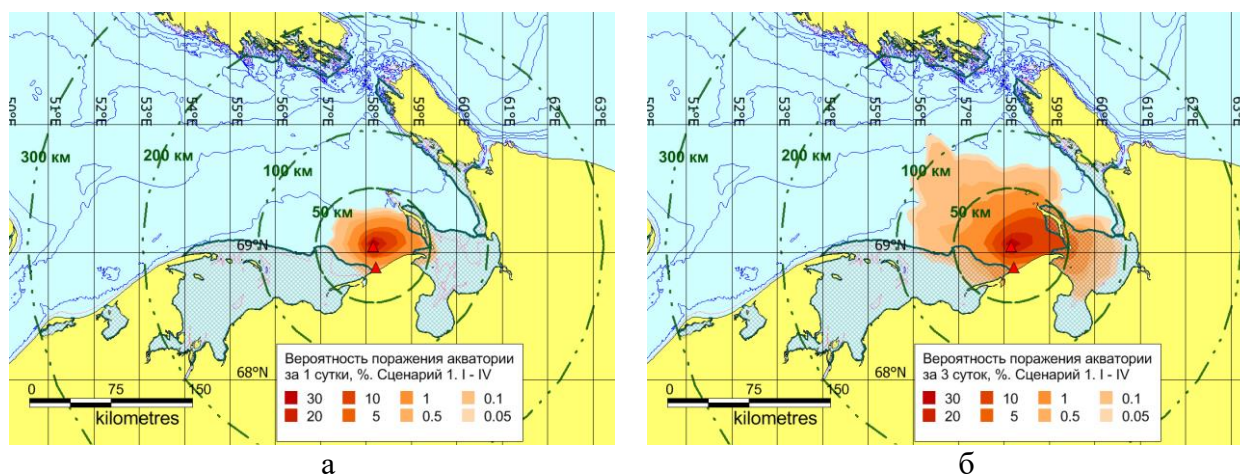 50°E 51°E 52°E 53°E 54°E 55°E 56°E 57°E 58°E 59°E 60°E 61°E 62°E 63°E
300 км
200 км
100 км
50 км
69°N
68°N
Вероятность поражения акватории
за 1 сутки, %. Сценарий 1. I - IV
30 10 1 0.1
20 5 0.5 0.05
0 75 150
kilometres
а
50°E 51°E 52°E 53°E 54°E 55°E 56°E 57°E 58°E 59°E 60°E 61°E 62°E 63°E
300 км
200 км
100 км
50 км
69°N
68°N
Вероятность поражения акватории
за 3 суток, %. Сценарий 1. I - IV
30 10 1 0.1
20 5 0.5 0.05
0 75 150
kilometres
б